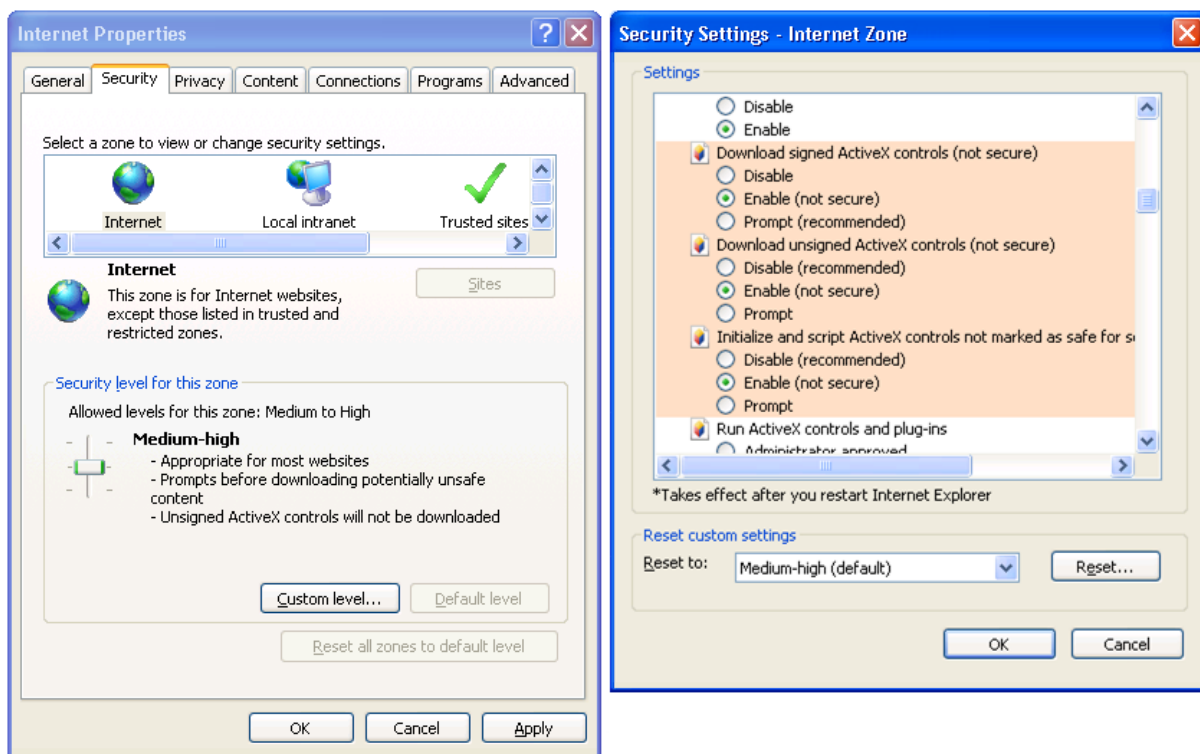 Internet Properties
General Security Privacy Content Connections Programs Advanced
Select a zone to view or change security settings.
Internet Local intranet Trusted sites
Internet
Sites
This zone is for Internet websites,
except those listed in trusted and
restricted zones.
Security level for this zone
Allowed levels for this zone: Medium to High
Medium-high
- Appropriate for most websites
- Prompts before downloading potentially unsafe
content
- Unsigned ActiveX controls will not be downloaded
Custom level... Default level
Reset all zones to default level
OK Cancel Apply
Security Settings - Internet Zone
Settings
Disable
Enable
Download signed ActiveX controls (not secure)
Disable
Enable (not secure)
Prompt (recommended)
Download unsigned ActiveX controls (not secure)
Disable (recommended)
Enable (not secure)
Prompt
Initialize and script ActiveX controls not marked as safe for s
Disable (recommended)
Enable (not secure)
Prompt
Run ActiveX controls and plug-ins
Administrator approved
*Takes effect after you restart Internet Explorer
Reset custom settings
Reset to: Medium-high (default) Reset...
OK Cancel